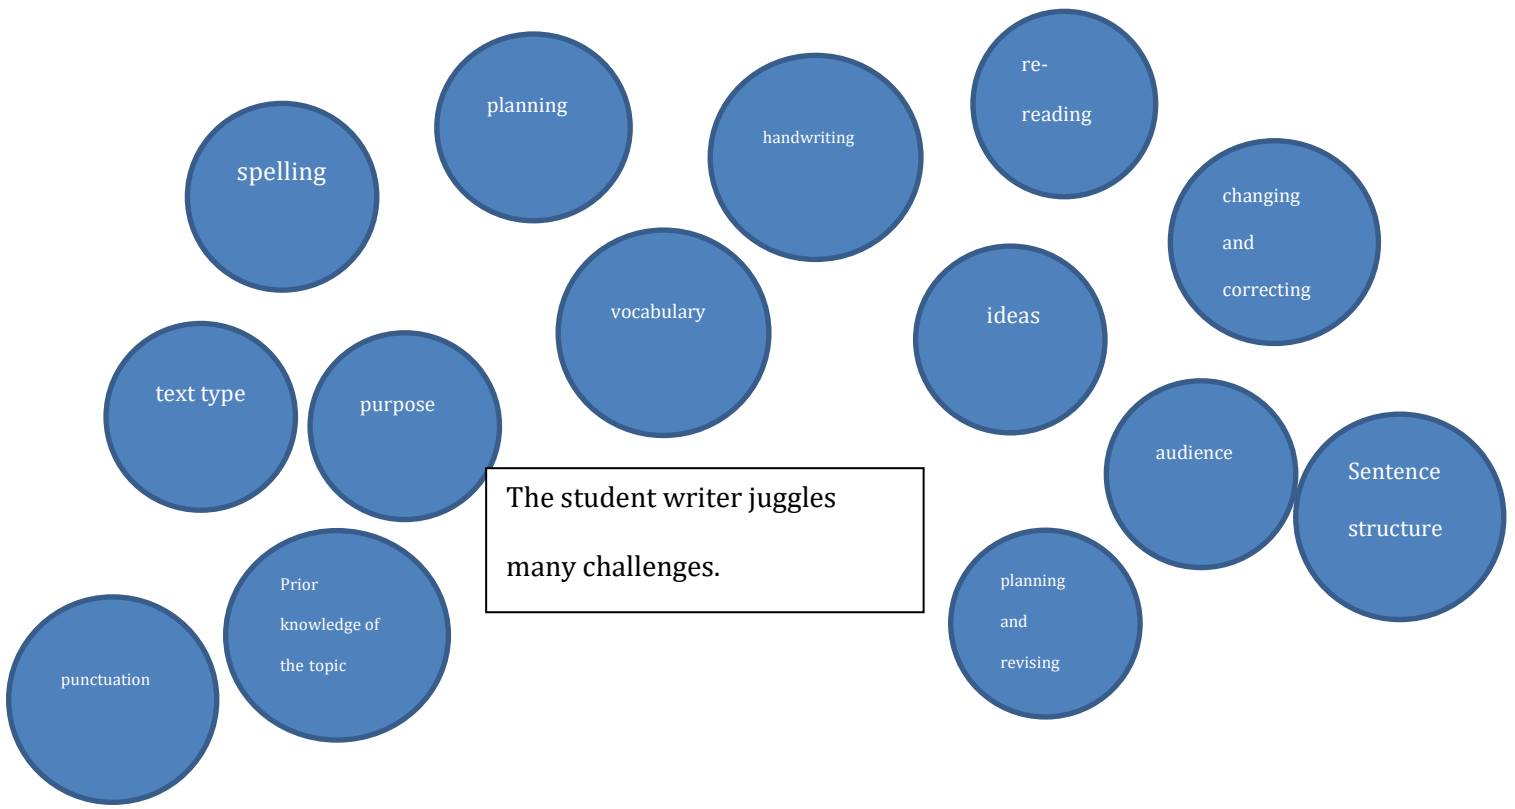 re-
reading
planning
handwriting
spelling
changing
and
correcting
vocabulary
ideas
text type
purpose
audience
Sentence
structure
The student writer juggles
many challenges.
Prior
knowledge of
the topic
planning
and
revising
punctuation